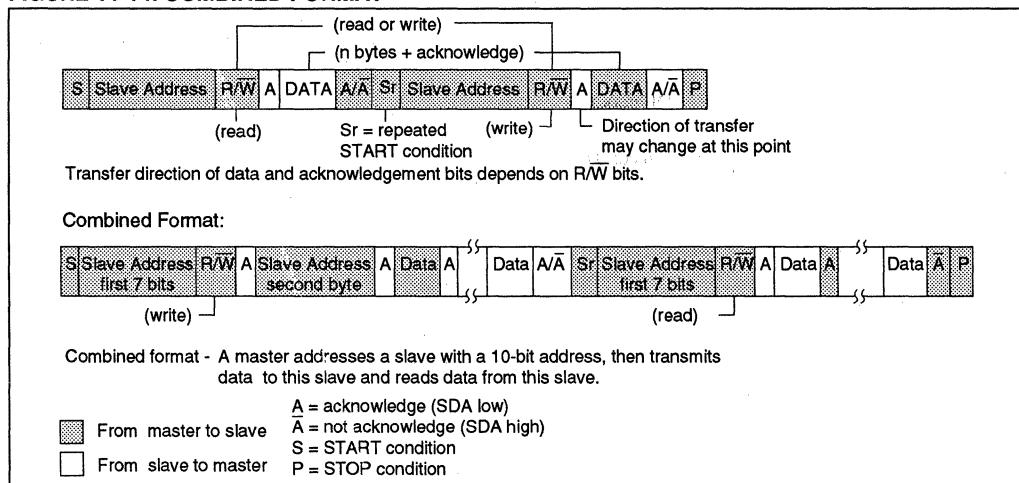 (read or write)
(n bytes + acknowledge)
S Slave Address R/W̅ A DATA A/A̅ Sr Slave Address R/W̅ A DATA A/A̅ P
(read) Sr = repeated (write) Direction of transfer
START condition may change at this point
Transfer direction of data and acknowledgement bits depends on R/W̅ bits.
Combined Format:
S Slave Address R/W̅ A Slave Address A Data A Data A/A̅ Sr Slave Address R/W̅ A Data A Data A̅ P
first 7 bits second byte first 7 bits
(write) (read)
Combined format - A master addresses a slave with a 10-bit address, then transmits
data to this slave and reads data from this slave.
A = acknowledge (SDA low)
A̅ = not acknowledge (SDA high)
From master to slave
S = START condition
From slave to master
P = STOP condition